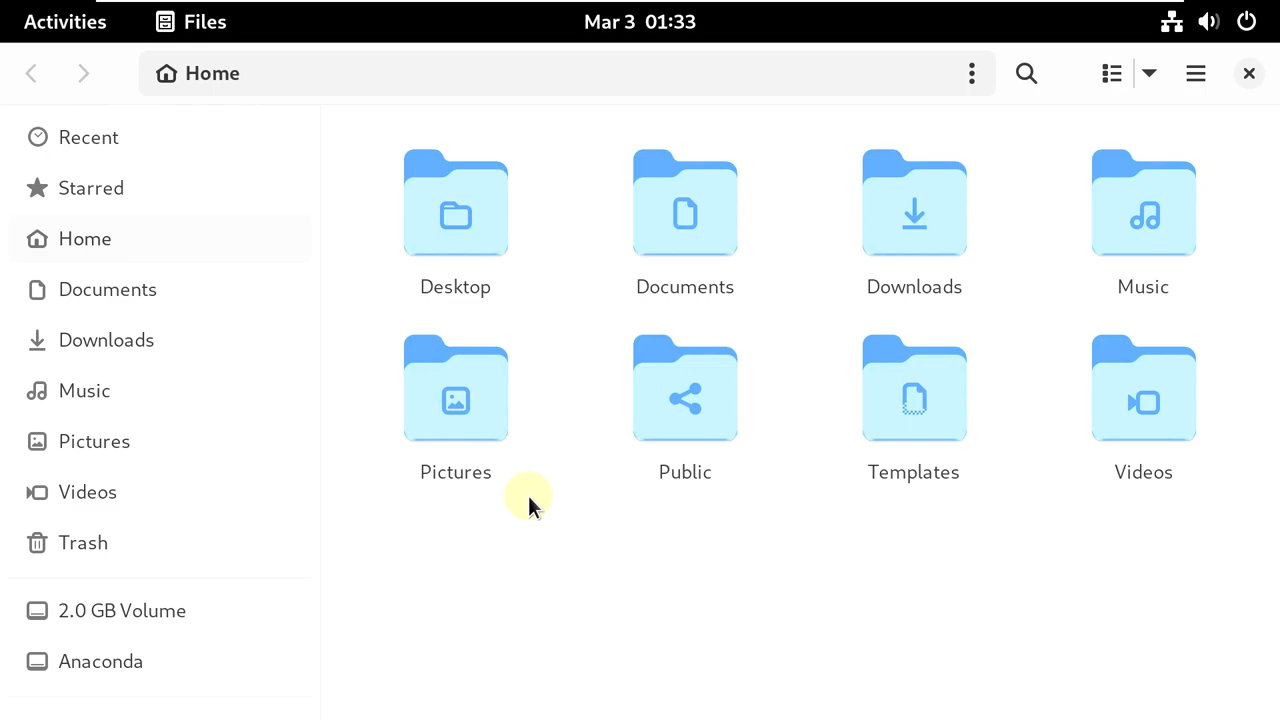 Activities Files Mar 3 01:33
Home
Recent
Starred
Home
Documents
Downloads
Music
Pictures
Videos
Trash
2.0 GB Volume
Anaconda
Desktop Documents Downloads Music
Pictures Public Templates Videos